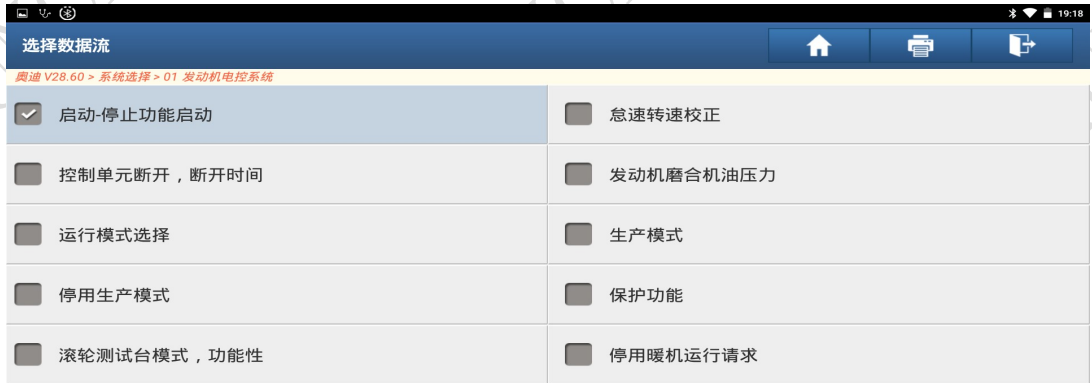 19:18
选择数据流
奥迪 V28.60 > 系统选择 > 01 发动机电控系统
启动-停止功能启动
怠速转速校正
控制单元断开，断开时间
发动机磨合机油压力
运行模式选择
生产模式
停用生产模式
保护功能
滚轮测试台模式，功能性
停用暖机运行请求